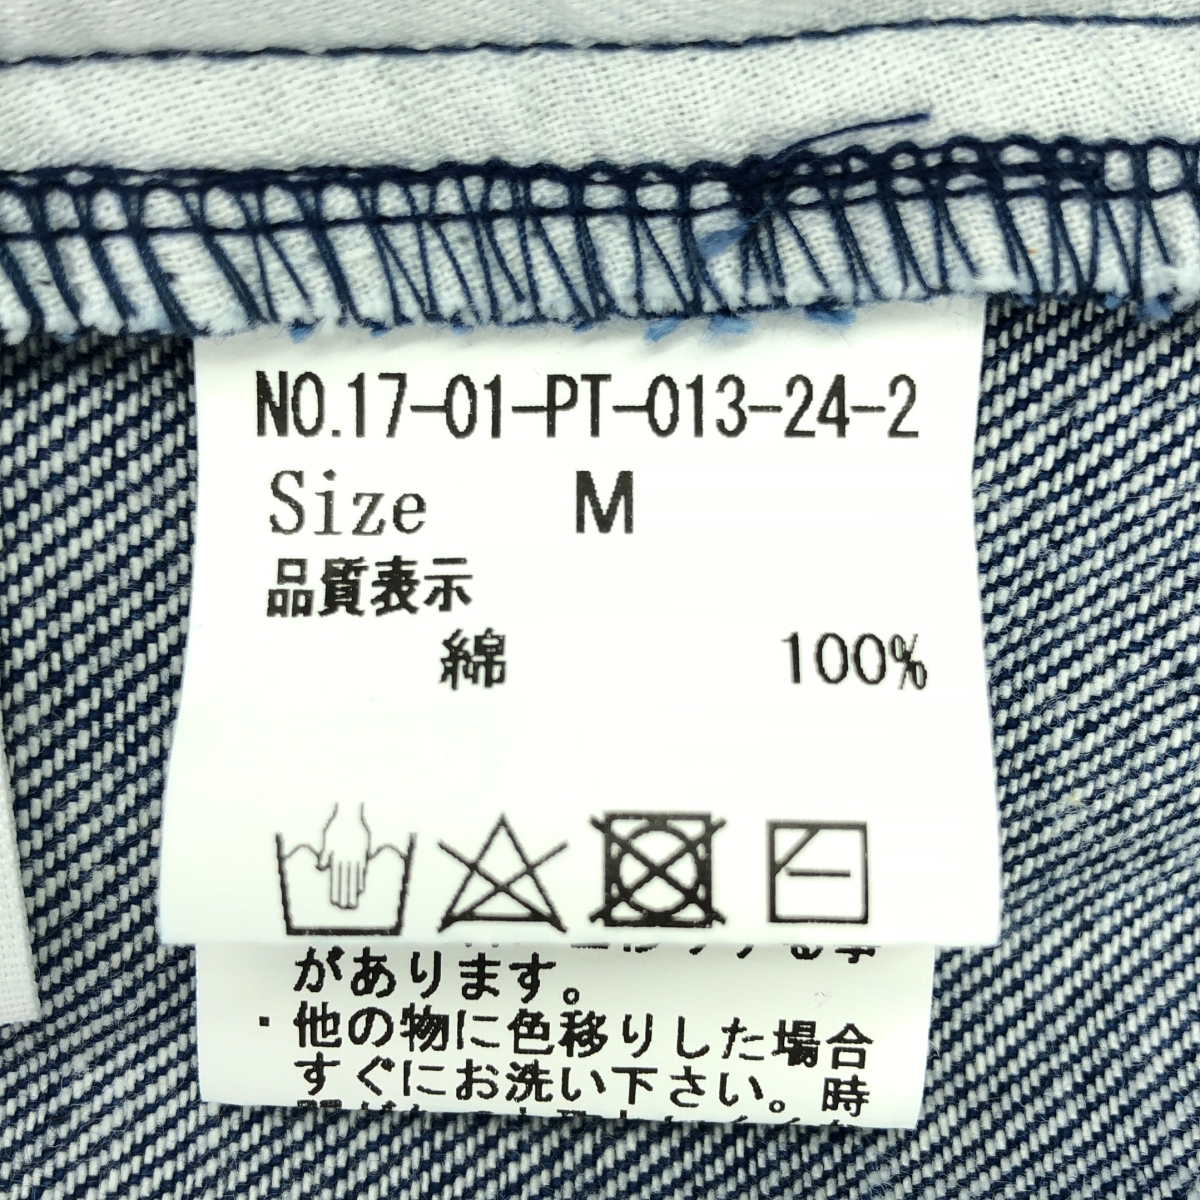 NO.17-01-PT-013-24-2
Size M
品質表示
綿 100%
があります。
・他の物に色移りした場合
すぐにお洗い下さい。時